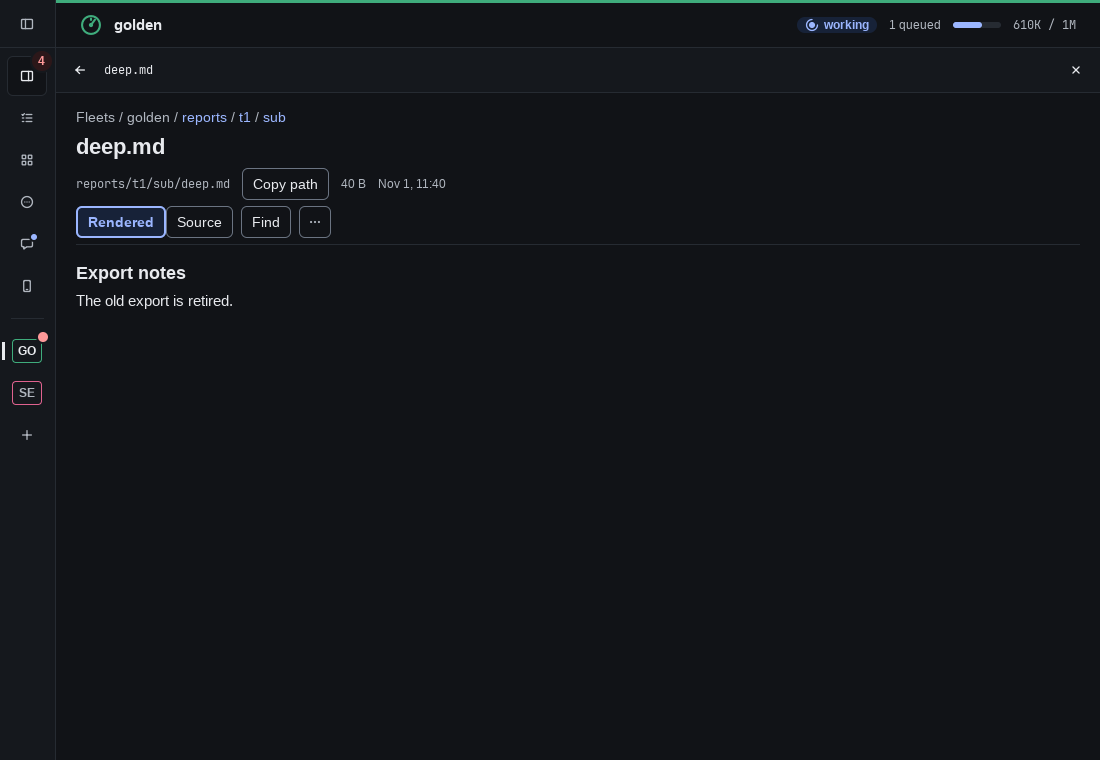 golden
working
1 queued
610K / 1M
4
deep.md
Fleets / golden / reports / t1 / sub
deep.md
reports/t1/sub/deep.md
Copy path
40 B
Nov 1, 11:40
Rendered
Source
Find
Export notes
The old export is retired.
GO
SE